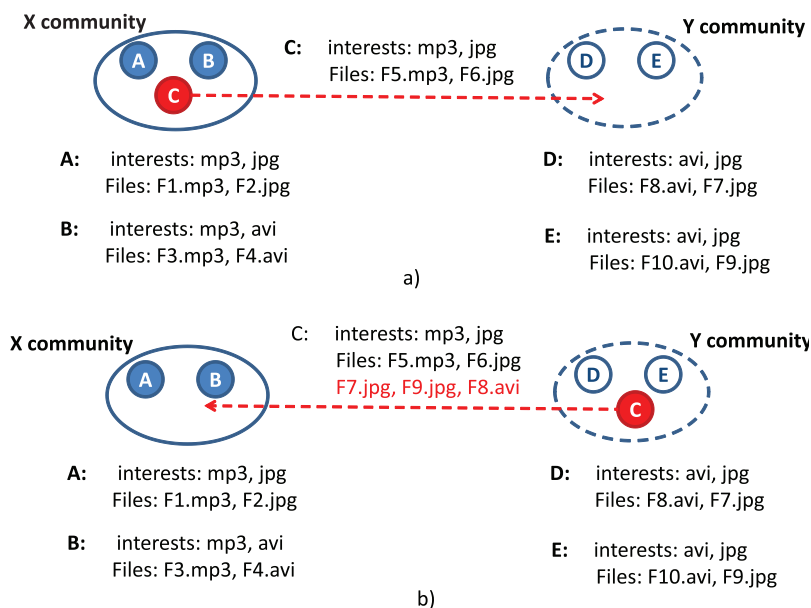 X community
Y community
A
B
C
C: interests: mp3, jpg
Files: F5.mp3, F6.jpg
D
E
A: interests: mp3, jpg
Files: F1.mp3, F2.jpg
B: interests: mp3, avi
Files: F3.mp3, F4.avi
D: interests: avi, jpg
Files: F8.avi, F7.jpg
E: interests: avi, jpg
Files: F10.avi, F9.jpg
a)
X community
Y community
A
B
C: interests: mp3, jpg
Files: F5.mp3, F6.jpg
F7.jpg, F9.jpg, F8.avi
D
E
C
A: interests: mp3, jpg
Files: F1.mp3, F2.jpg
B: interests: mp3, avi
Files: F3.mp3, F4.avi
D: interests: avi, jpg
Files: F8.avi, F7.jpg
E: interests: avi, jpg
Files: F10.avi, F9.jpg
b)